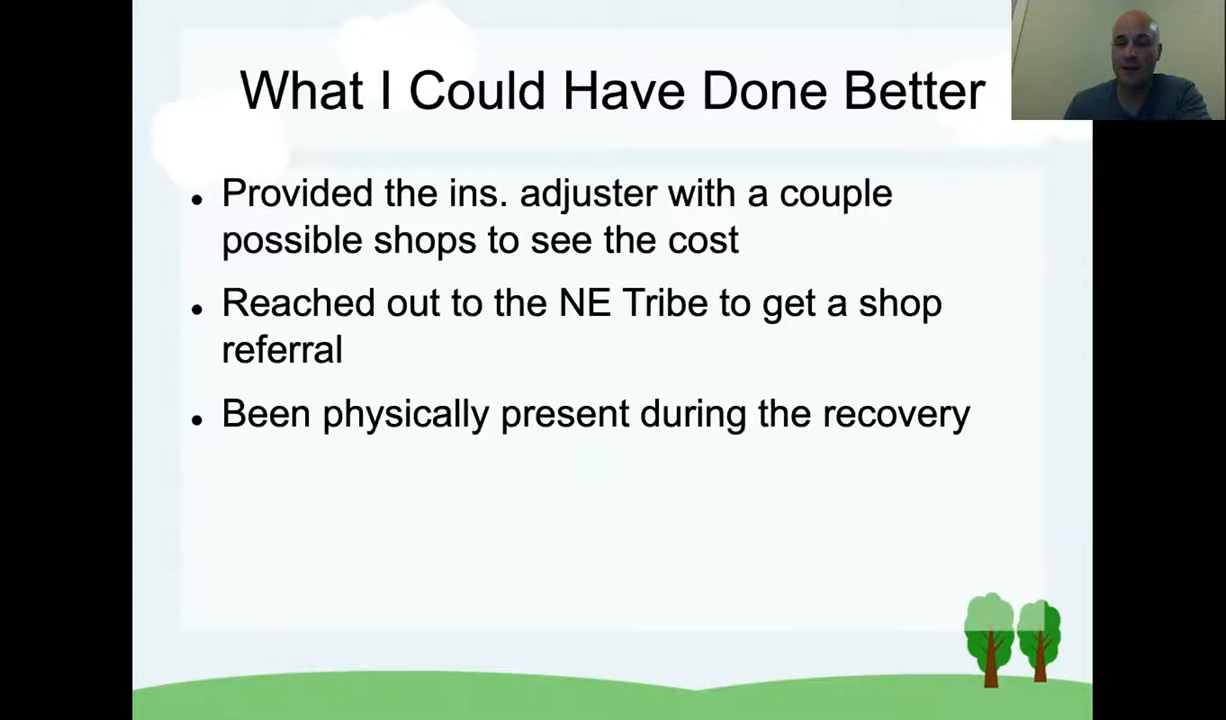 What I Could Have Done Better
Provided the ins. adjuster with a couple
possible shops to see the cost
Reached out to the NE Tribe to get a shop
referral
Been physically present during the recovery